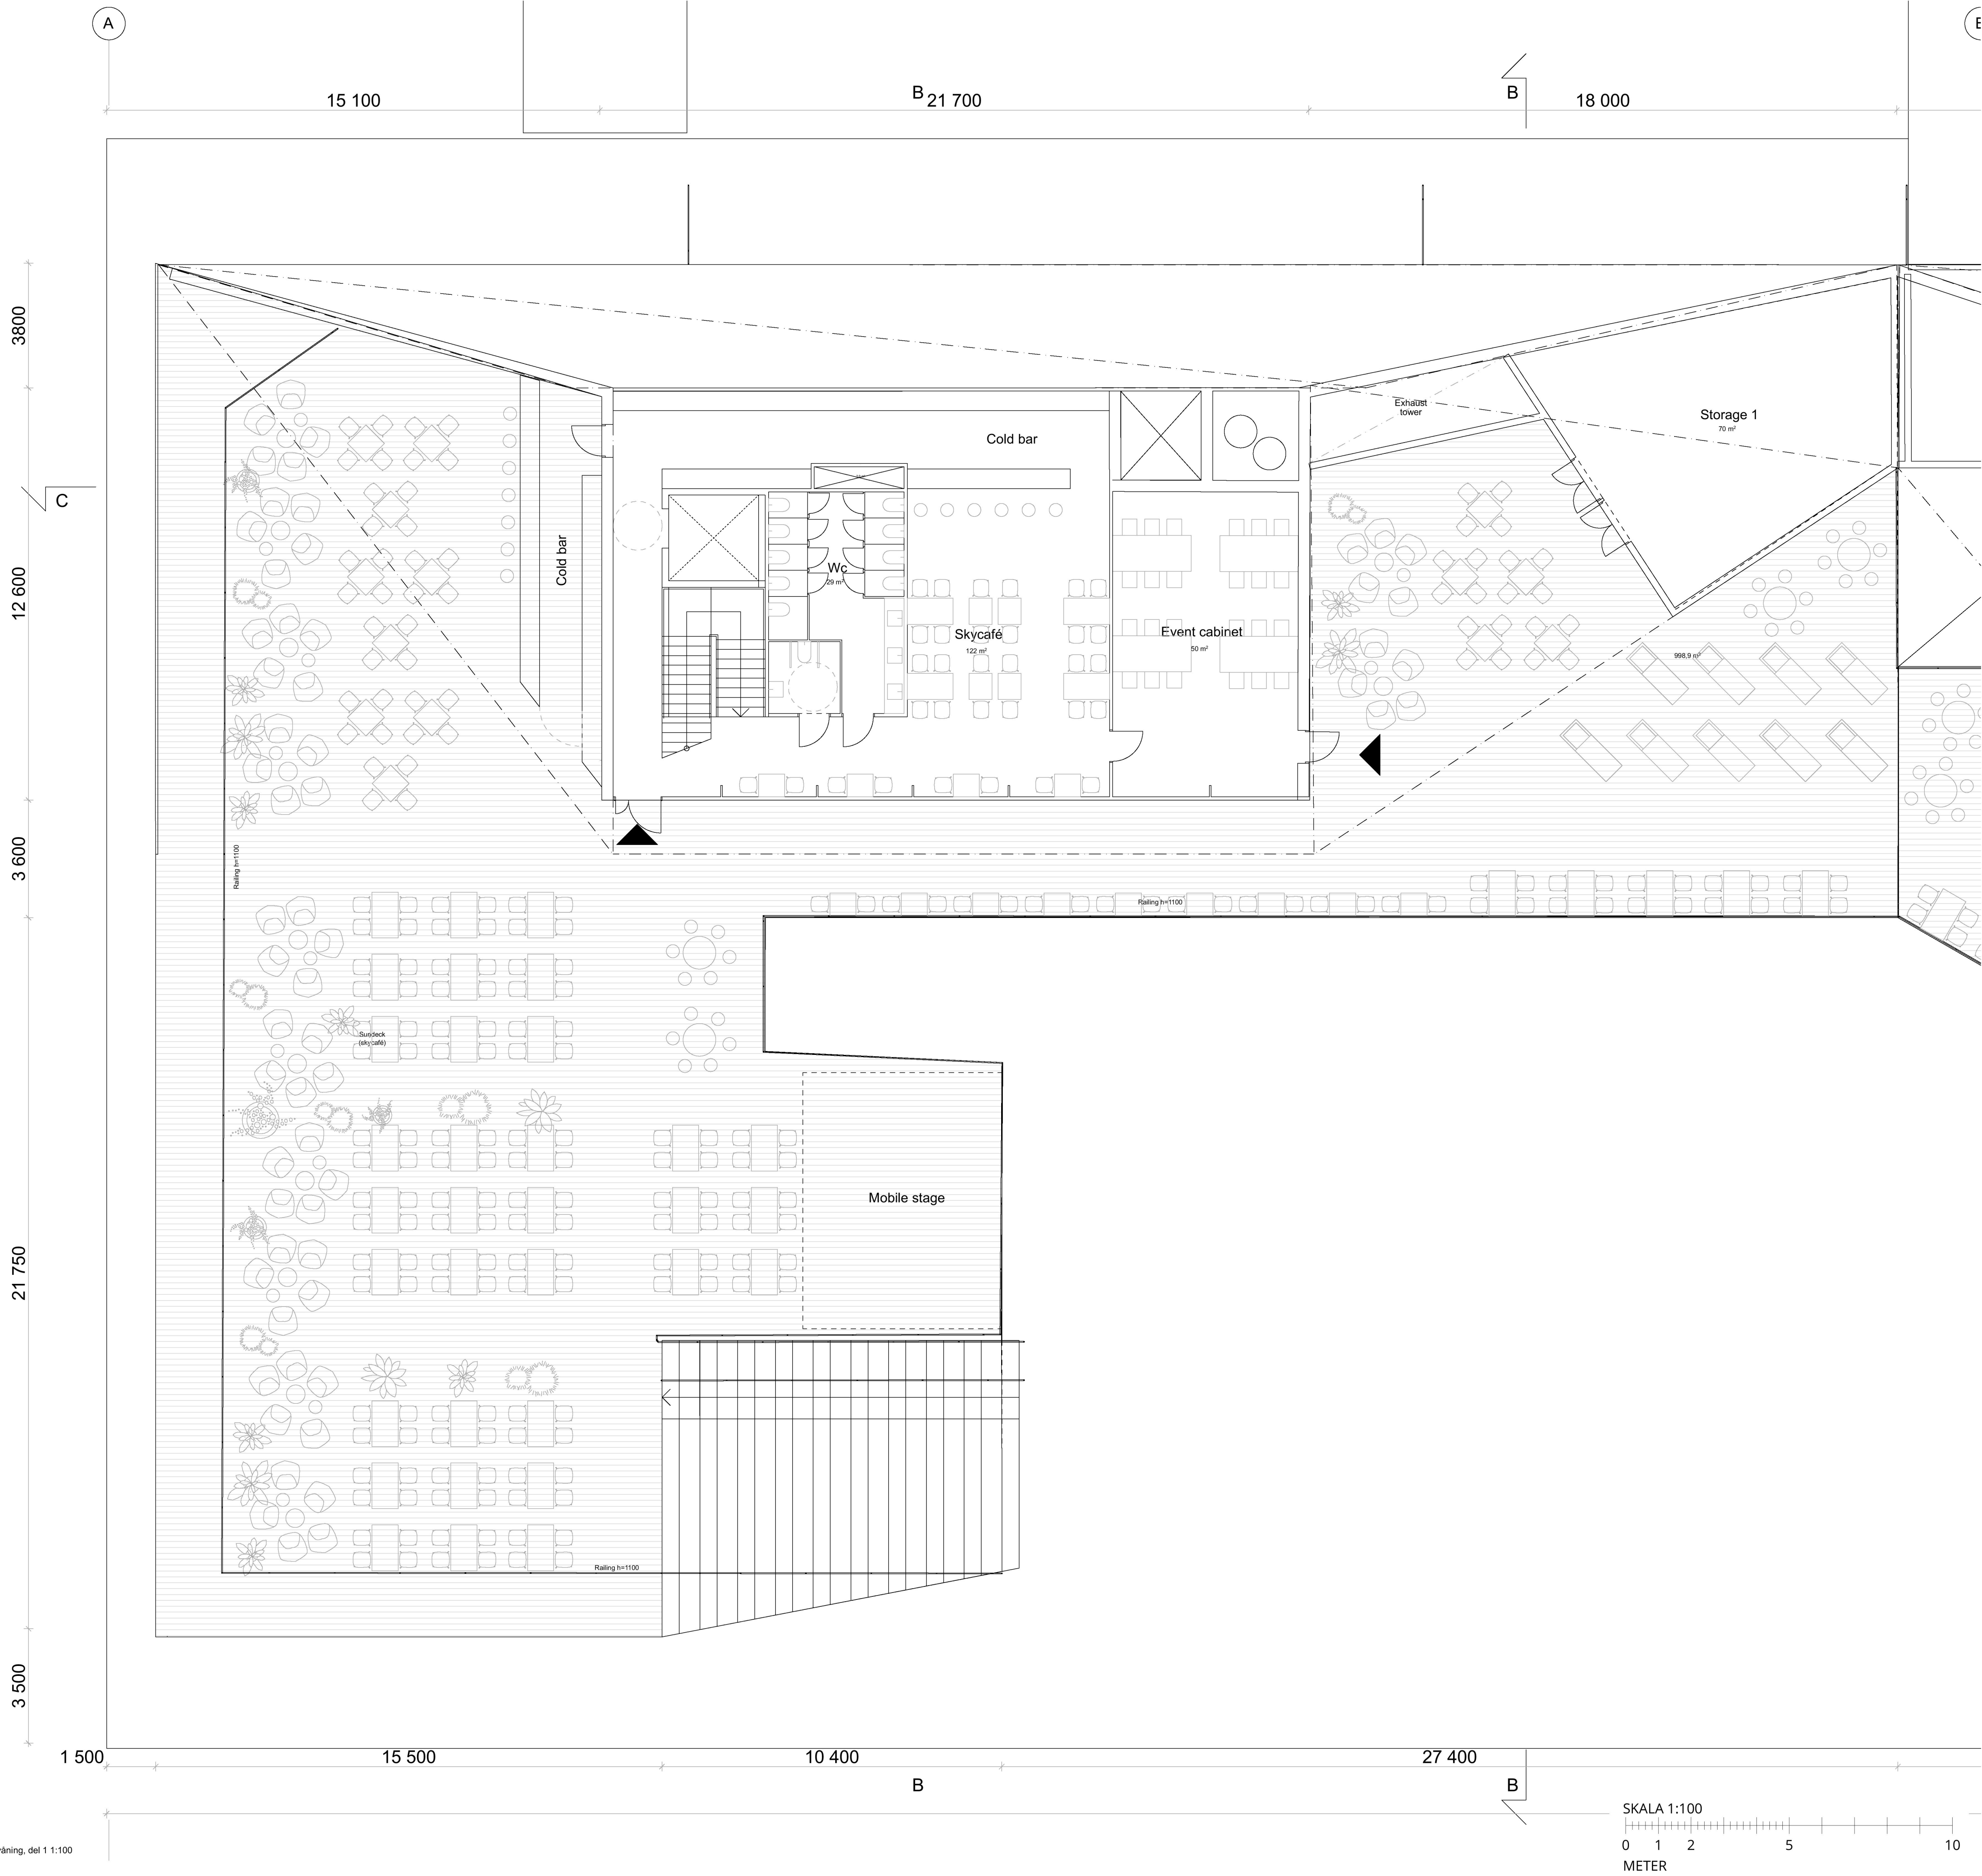 A
15 100
B
21 700
B
18 000
3800
Exhaust
tower
Storage 1
70 m²
Cold bar
C
12 600
Cold bar
Wc
29 m²
Skycafé
122 m²
Event cabinet
50 m²
998,9 m²
3 600
Railing h=1100
Railing h=1100
Sundeck
(skycafé)
Mobile stage
21 750
Railing h=1100
3 500
1 500
15 500
10 400
27 400
B
B
SKALA 1:100
0 1 2 5 10
METER
åning, del 1 1:100